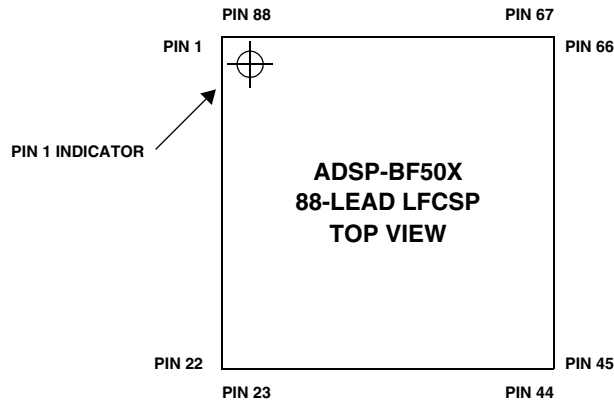 PIN 88
PIN 67
PIN 1
PIN 66
PIN 1 INDICATOR
ADSP-BF50X
88-LEAD LFCSP
TOP VIEW
PIN 22
PIN 45
PIN 23
PIN 44